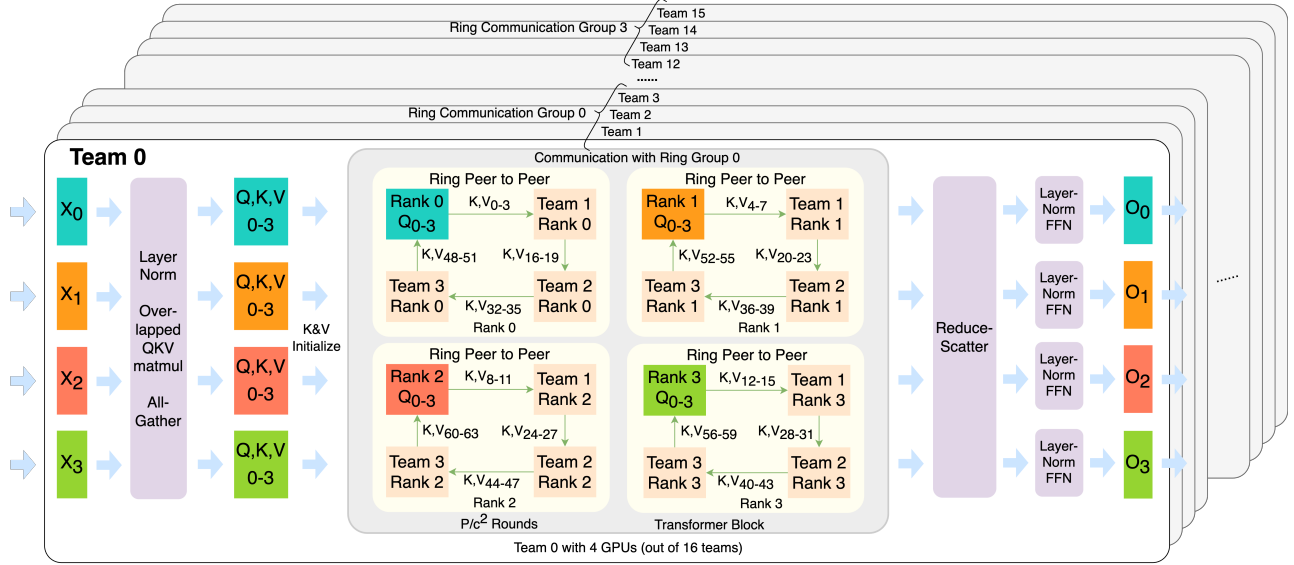 Team 15
Ring Communication Group 3
Team 14
Team 13
Team 12
......
Team 3
Ring Communication Group 0
Team 2
Team 1
Team 0
Communication with Ring Group 0
X0
X1
X2
X3
Layer
Norm
Over-
lapped
QKV
matmul
All-
Gather
Q,K,V
0-3
Q,K,V
0-3
Q,K,V
0-3
Q,K,V
0-3
K&V
Initialize
Ring Peer to Peer
Rank 0
Q0-3
K,V0-3
Team 1
Rank 0
K,V48-51
K,V16-19
Team 3
Rank 0
K,V32-35
Team 2
Rank 0
Rank 0
Ring Peer to Peer
Rank 1
Q0-3
K,V4-7
Team 1
Rank 1
K,V52-55
K,V20-23
Team 3
Rank 1
K,V36-39
Team 2
Rank 1
Rank 1
Ring Peer to Peer
Rank 2
Q0-3
K,V8-11
Team 1
Rank 2
K,V60-63
K,V24-27
Team 3
Rank 2
K,V44-47
Team 2
Rank 2
Rank 2
Ring Peer to Peer
Rank 3
Q0-3
K,V12-15
Team 1
Rank 3
K,V56-59
K,V28-31
Team 3
Rank 3
K,V40-43
Team 2
Rank 3
Rank 3
P/c2 Rounds
Transformer Block
Reduce-
Scatter
Layer-
Norm
FFN
Layer-
Norm
FFN
Layer-
Norm
FFN
Layer-
Norm
FFN
O0
O1
O2
O3
......
Team 0 with 4 GPUs (out of 16 teams)